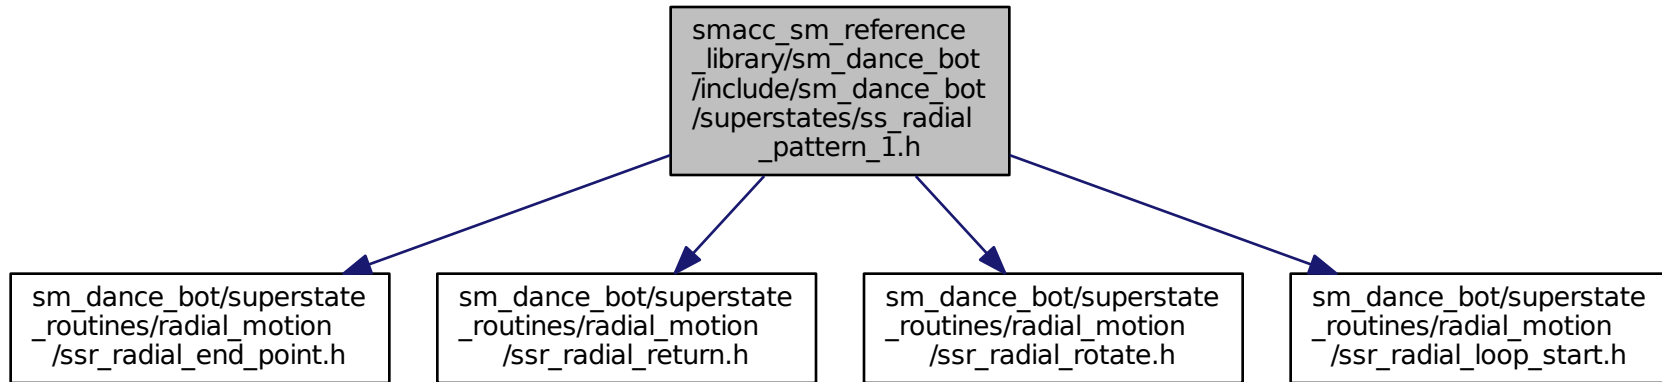 smacc_sm_reference
_library/sm_dance_bot
/include/sm_dance_bot
/superstates/ss_radial
_pattern_1.h
sm_dance_bot/superstate
_routines/radial_motion
/ssr_radial_end_point.h
sm_dance_bot/superstate
_routines/radial_motion
/ssr_radial_return.h
sm_dance_bot/superstate
_routines/radial_motion
/ssr_radial_rotate.h
sm_dance_bot/superstate
_routines/radial_motion
/ssr_radial_loop_start.h